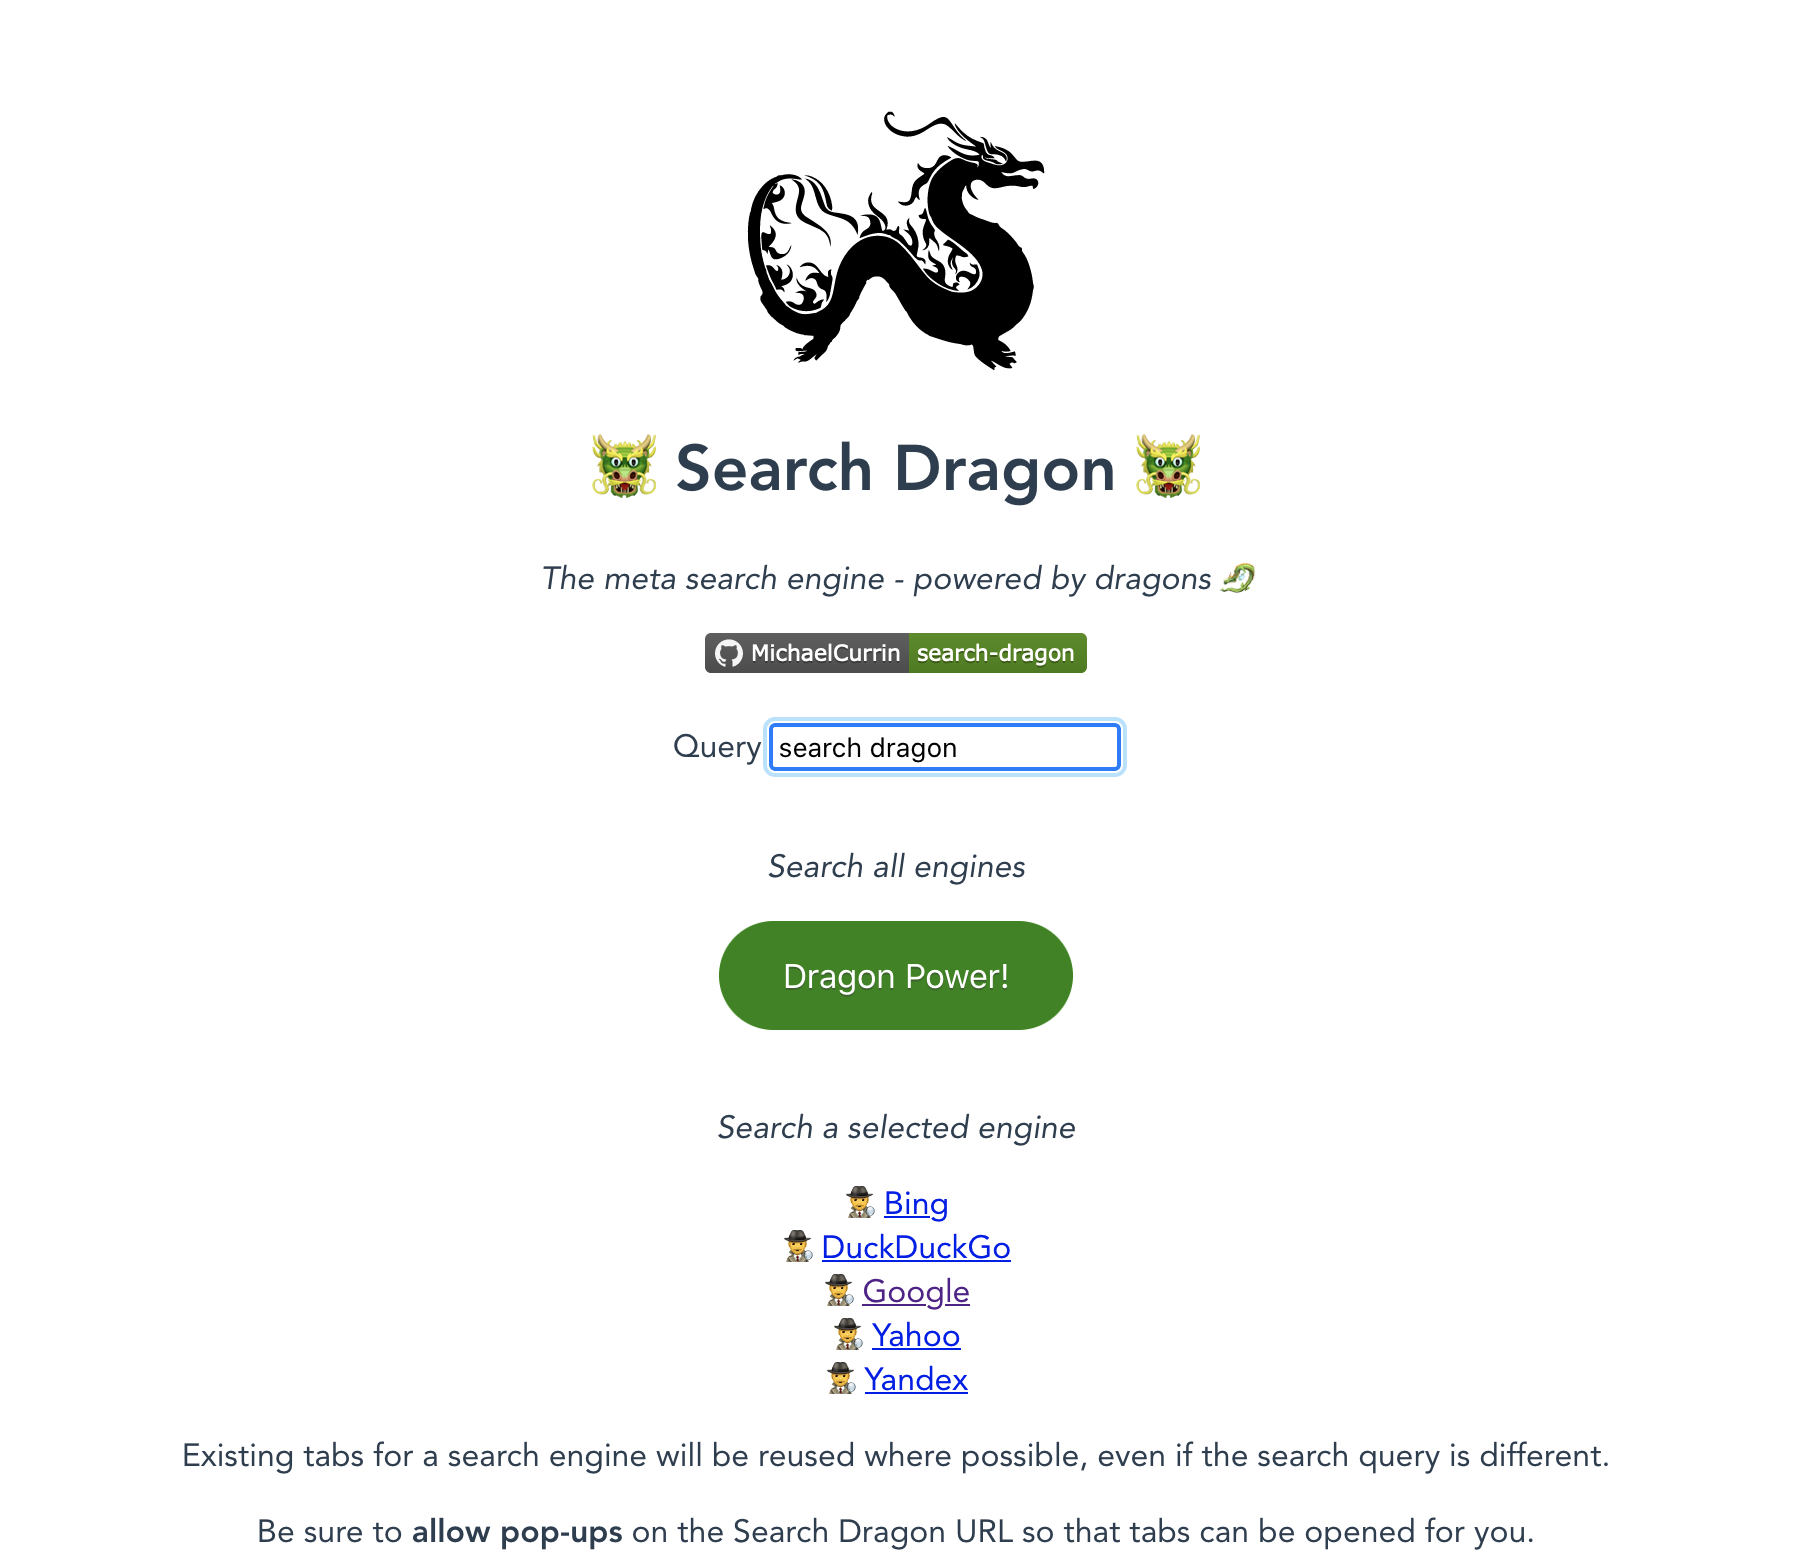 🐲 Search Dragon 🐲
The meta search engine - powered by dragons 🐉
MichaelCurrin search-dragon
Query search dragon
Search all engines
Dragon Power!
Search a selected engine
🕵 Bing
🕵 DuckDuckGo
🕵 Google
🕵 Yahoo
🕵 Yandex
Existing tabs for a search engine will be reused where possible, even if the search query is different.
Be sure to allow pop-ups on the Search Dragon URL so that tabs can be opened for you.